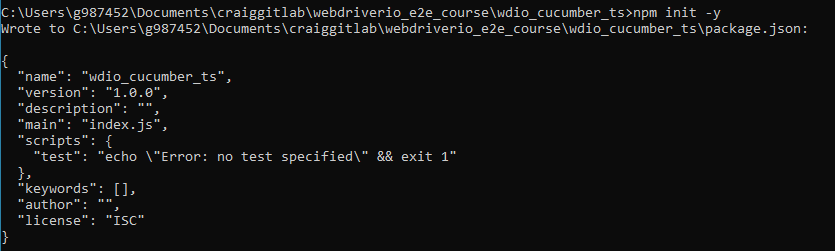 C:\Users\g987452\Documents\craiggitlab\webdriverio_e2e_course\wdio_cucumber_ts>npm init -y
Wrote to C:\Users\g987452\Documents\craiggitlab\webdriverio_e2e_course\wdio_cucumber_ts\package.json:

{
  "name": "wdio_cucumber_ts",
  "version": "1.0.0",
  "description": "",
  "main": "index.js",
  "scripts": {
    "test": "echo \"Error: no test specified\" && exit 1"
  },
  "keywords": [],
  "author": "",
  "license": "ISC"
}